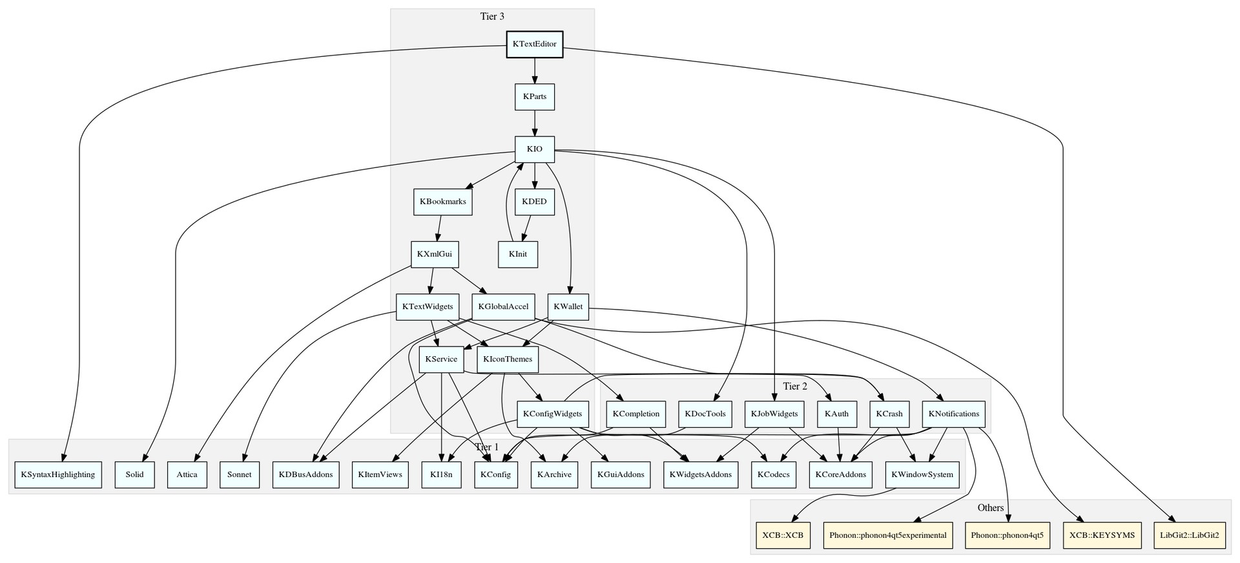 Tier 3
KTextEditor
KParts
KIO
KBookmarks
KDED
KXmlGui
KInit
KTextWidgets
KGlobalAccel
KWallet
KService
KIconThemes
Tier 2
KConfigWidgets
KCompletion
KDocTools
KJobWidgets
KAuth
KCrash
KNotifications
Tier 1
KSyntaxHighlighting
Solid
Attica
Sonnet
KDBusAddons
KItemViews
KI18n
KConfig
KArchive
KGuiAddons
KWidgetsAddons
KCodecs
KCoreAddons
KWindowSystem
Others
XCB::XCB
Phonon::phonon4qt5experimental
Phonon::phonon4qt5
XCB::KEYSYMS
LibGit2::LibGit2